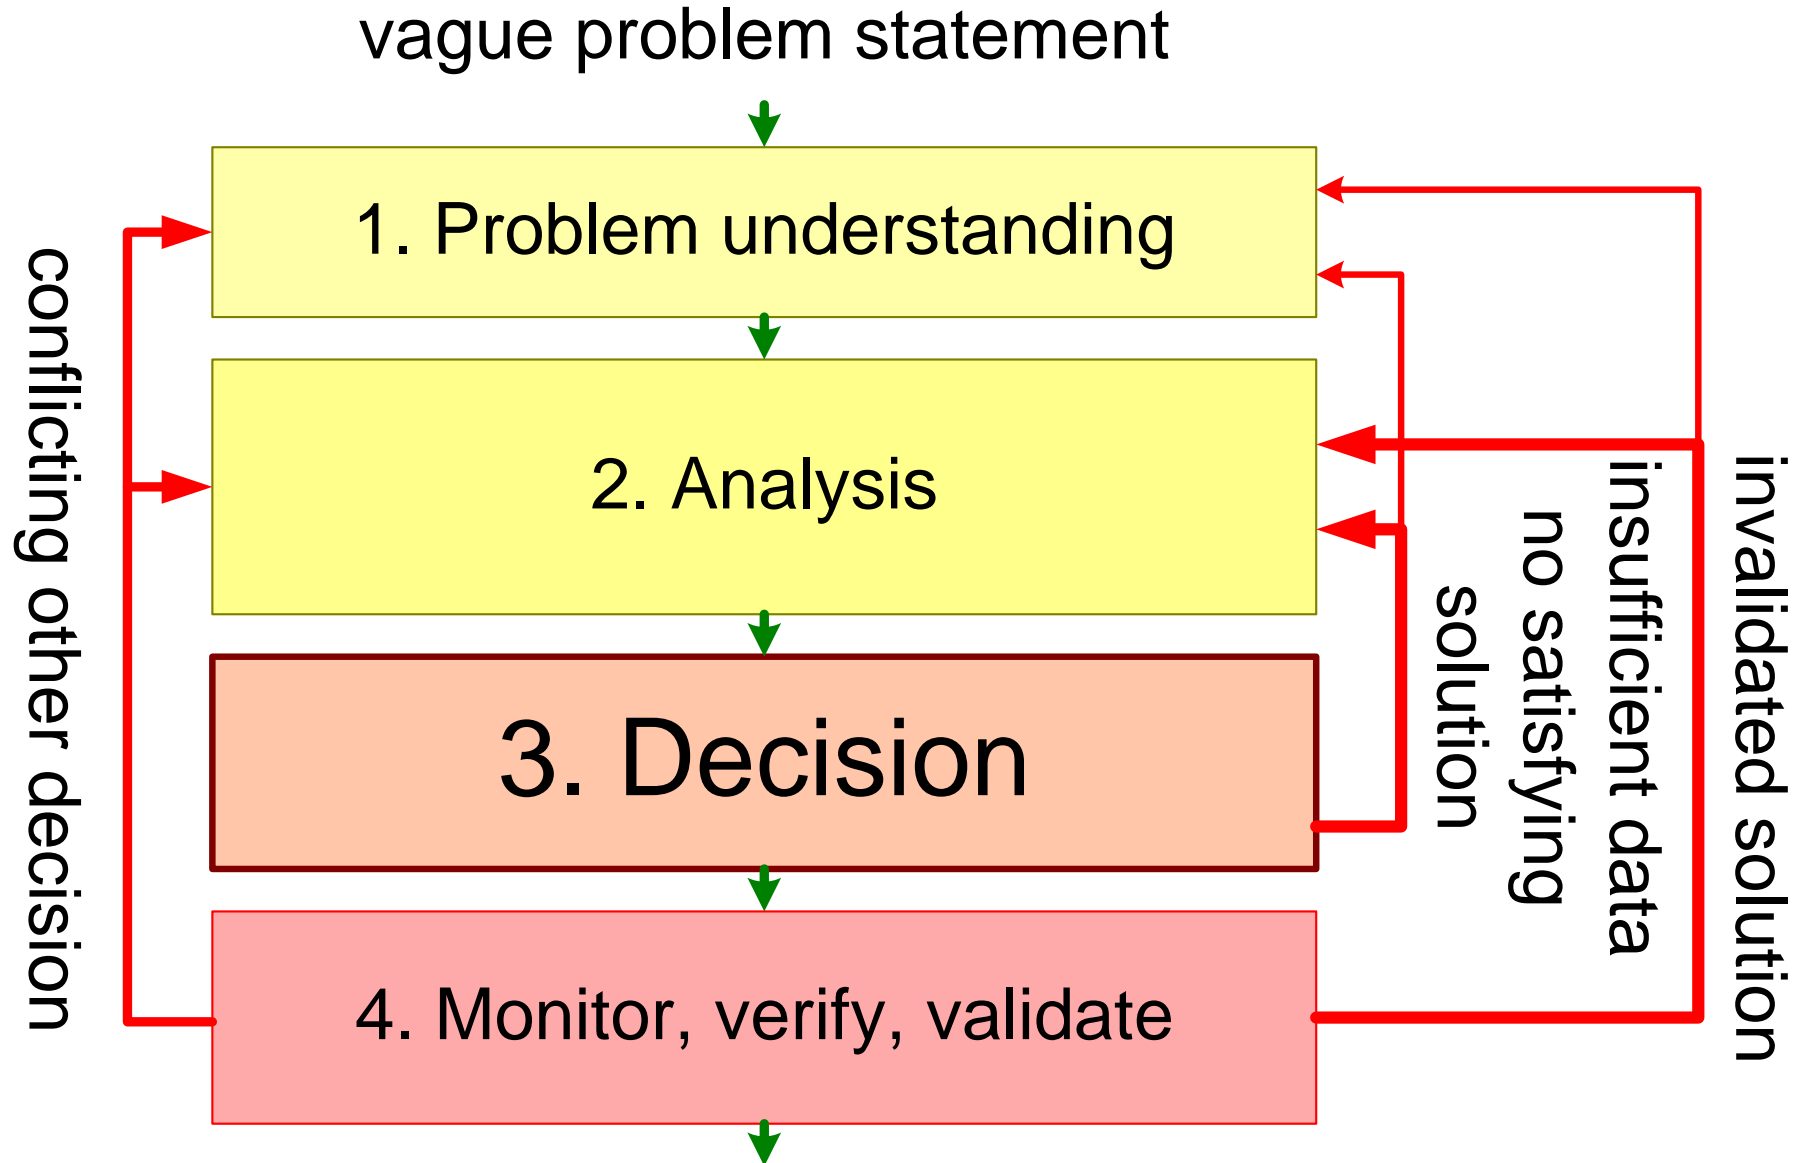 vague problem statement
1. Problem understanding
2. Analysis
3. Decision
4. Monitor, verify, validate
conflicting other decision
insufficient data
no satisfying
solution
invalidated solution